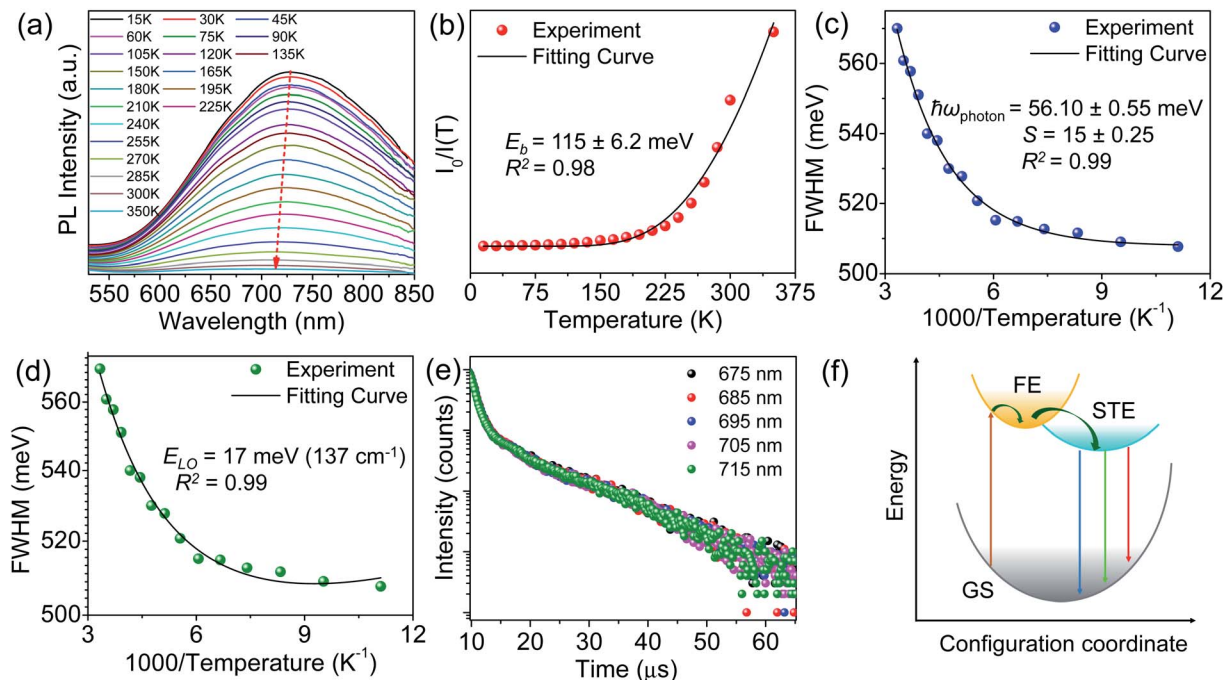 (a)
15K 30K 45K
60K 75K 90K
105K 120K 135K
150K 165K
180K 195K
210K 225K
240K
255K
270K
285K
300K
350K
PL Intensity (a.u.)
550 600 650 700 750 800 850
Wavelength (nm)
(b)
Experiment
Fitting Curve
E_b = 115 ± 6.2 meV
R² = 0.98
I₀/I(T)
0 75 150 225 300 375
Temperature (K)
(c)
Experiment
Fitting Curve
ℏω_photon = 56.10 ± 0.55 meV
S = 15 ± 0.25
R² = 0.99
FWHM (meV)
560
540
520
500
3 6 9 12
1000/Temperature (K⁻¹)
(d)
Experiment
Fitting Curve
E_LO = 17 meV (137 cm⁻¹)
R² = 0.99
FWHM (meV)
560
540
520
500
3 6 9 12
1000/Temperature (K⁻¹)
(e)
675 nm
685 nm
695 nm
705 nm
715 nm
Intensity (counts)
10 20 30 40 50 60
Time (μs)
(f)
FE
STE
GS
Energy
Configuration coordinate